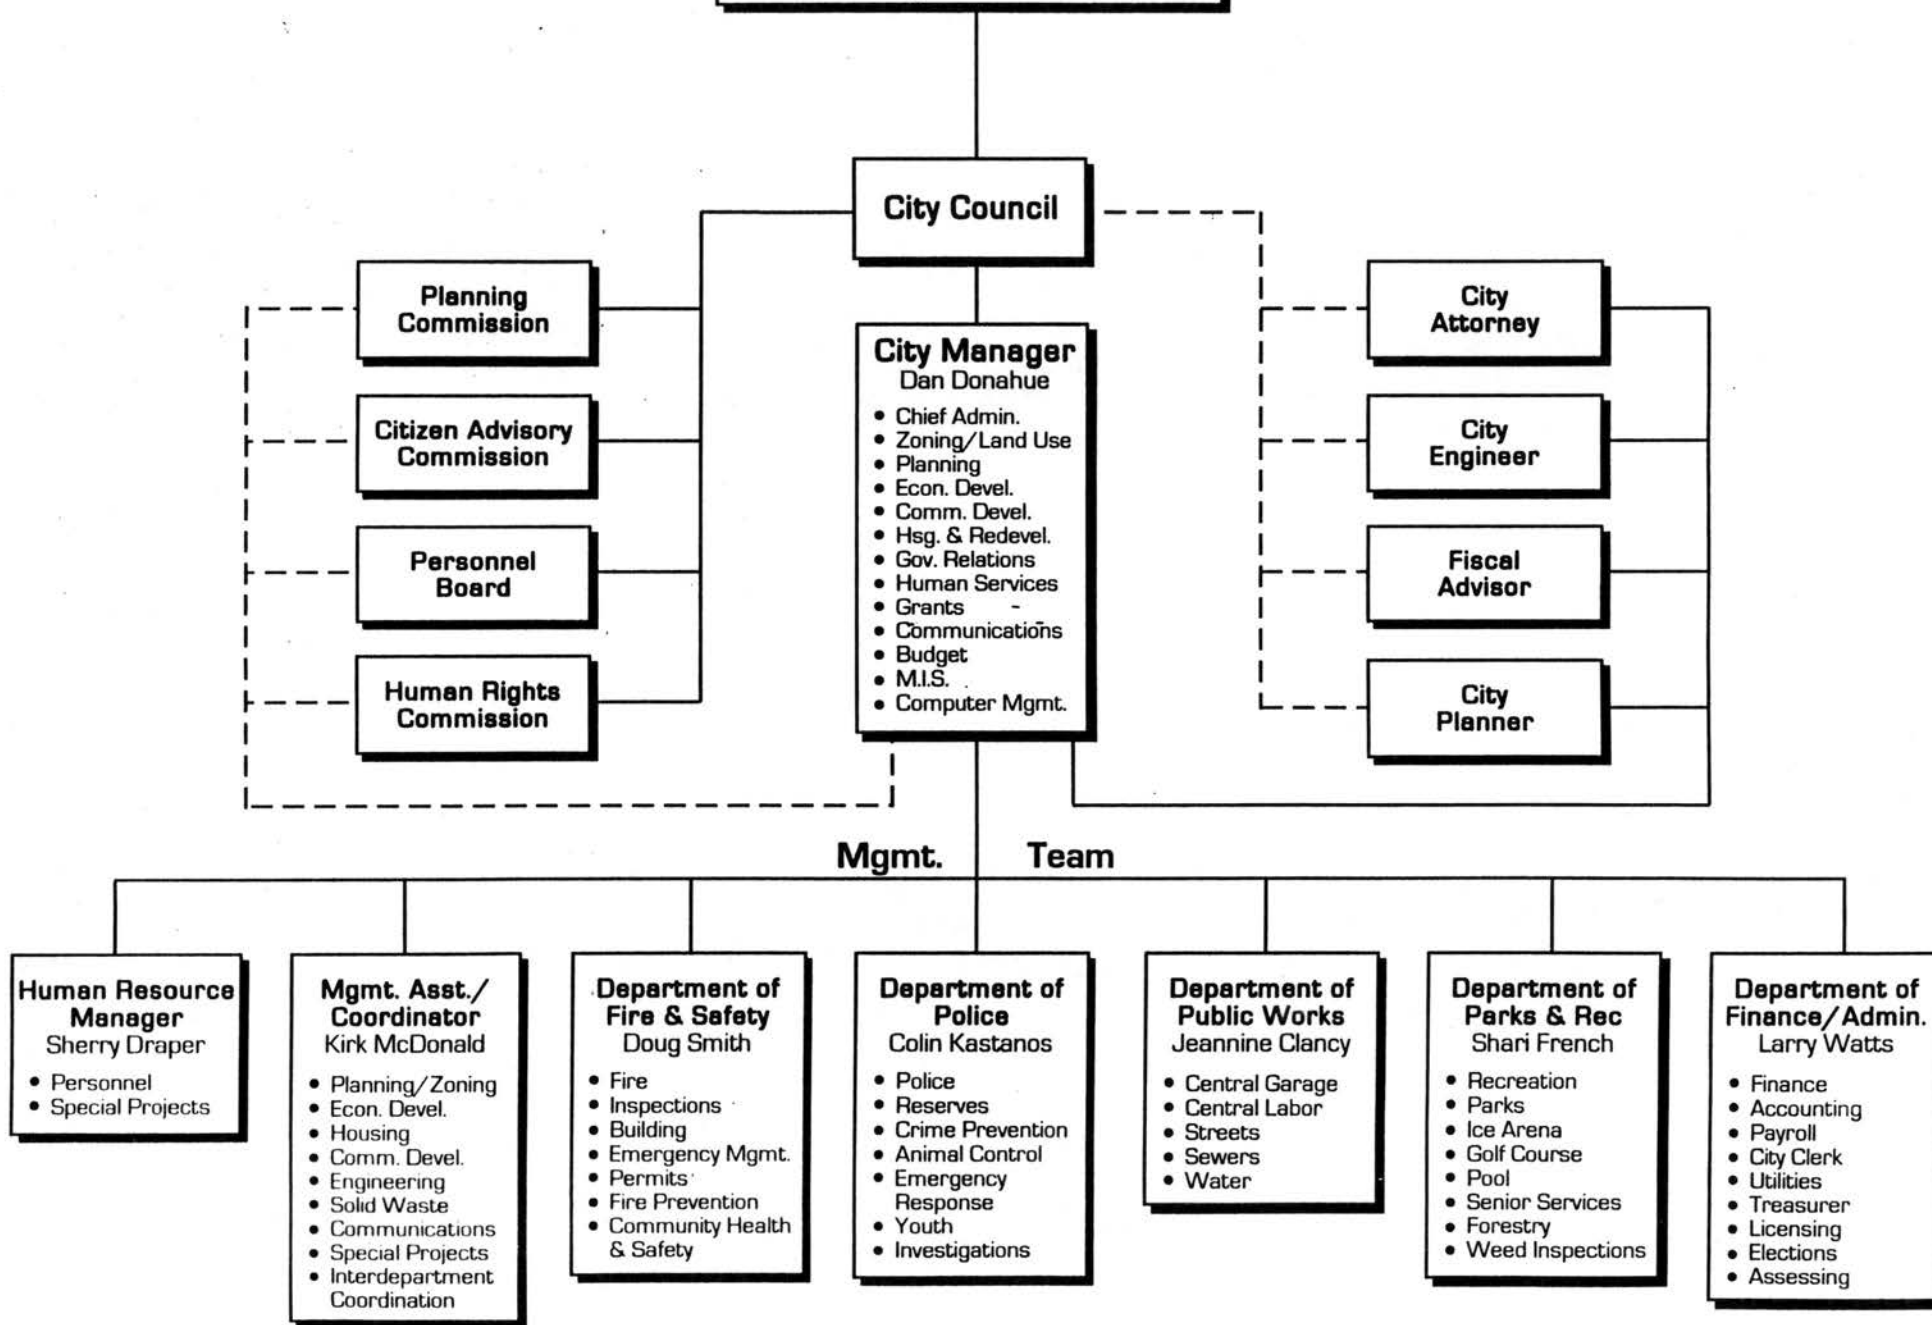 City Council
Planning
Commission
Citizen Advisory
Commission
Personnel
Board
Human Rights
Commission
City Manager
Dan Donahue
• Chief Admin.
• Zoning/Land Use
• Planning
• Econ. Devel.
• Comm. Devel.
• Hsg. & Redevel.
• Gov. Relations
• Human Services
• Grants
• Communications
• Budget
• M.I.S.
• Computer Mgmt.
City
Attorney
City
Engineer
Fiscal
Advisor
City
Planner
Mgmt. Team
Human Resource
Manager
Sherry Draper
• Personnel
• Special Projects
Mgmt. Asst./
Coordinator
Kirk McDonald
• Planning/Zoning
• Econ. Devel.
• Housing
• Comm. Devel.
• Engineering
• Solid Waste
• Communications
• Special Projects
• Interdepartment
Coordination
Department of
Fire & Safety
Doug Smith
• Fire
• Inspections
• Building
• Emergency Mgmt.
• Permits
• Fire Prevention
• Community Health
& Safety
Department of
Police
Colin Kastanos
• Police
• Reserves
• Crime Prevention
• Animal Control
• Emergency
Response
• Youth
• Investigations
Department of
Public Works
Jeannine Clancy
• Central Garage
• Central Labor
• Streets
• Sewers
• Water
Department of
Parks & Rec
Shari French
• Recreation
• Parks
• Ice Arena
• Golf Course
• Pool
• Senior Services
• Forestry
• Weed Inspections
Department of
Finance/Admin.
Larry Watts
• Finance
• Accounting
• Payroll
• City Clerk
• Utilities
• Treasurer
• Licensing
• Elections
• Assessing